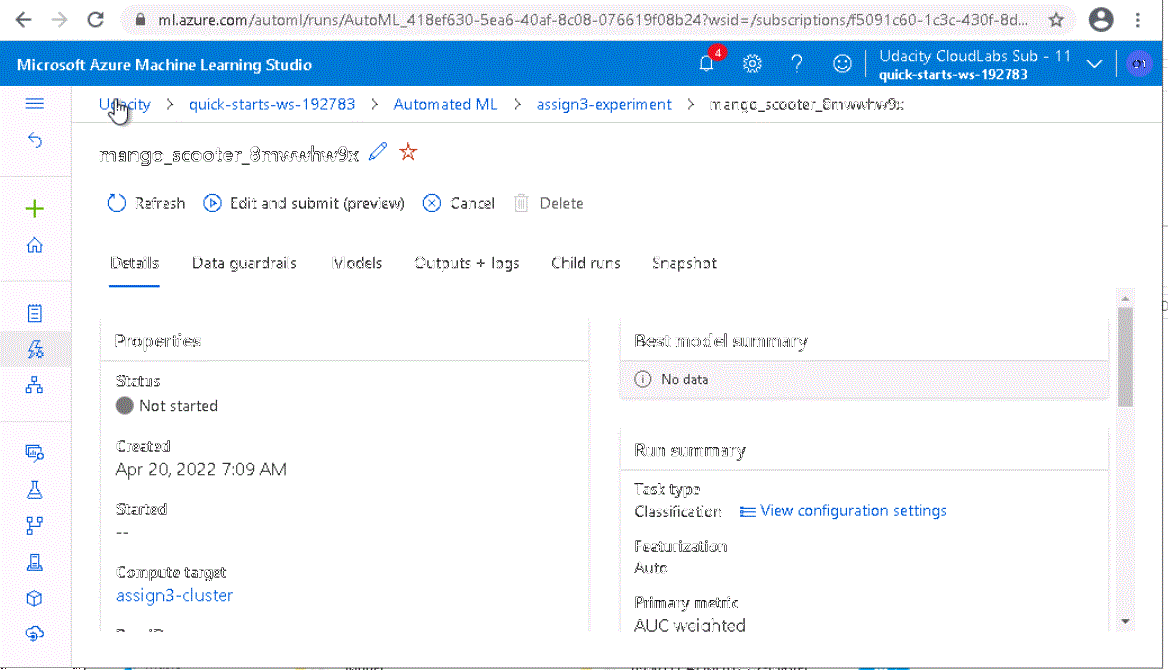 ml.azure.com/automl/runs/AutoML_418ef630-5ea6-40af-8c08-076619f08b24?wsid=/subscriptions/f5091c60-1c3c-430f-8d...
Microsoft Azure Machine Learning Studio
4
Udacity CloudLabs Sub - 11
quick-starts-ws-192783
Udacity > quick-starts-ws-192783 > Automated ML > assign3-experiment > mango_scooter_8mwwhw9x
mango_scooter_8mwwhw9x
Refresh Edit and submit (preview) Cancel Delete
Details Data guardrails Models Outputs + logs Child runs Snapshot
Properties
Status
Not started
Created
Apr 20, 2022 7:09 AM
Started
--
Compute target
assign3-cluster
Best model summary
No data
Run summary
Task type
Classification View configuration settings
Featurization
Auto
Primary metric
AUC weighted